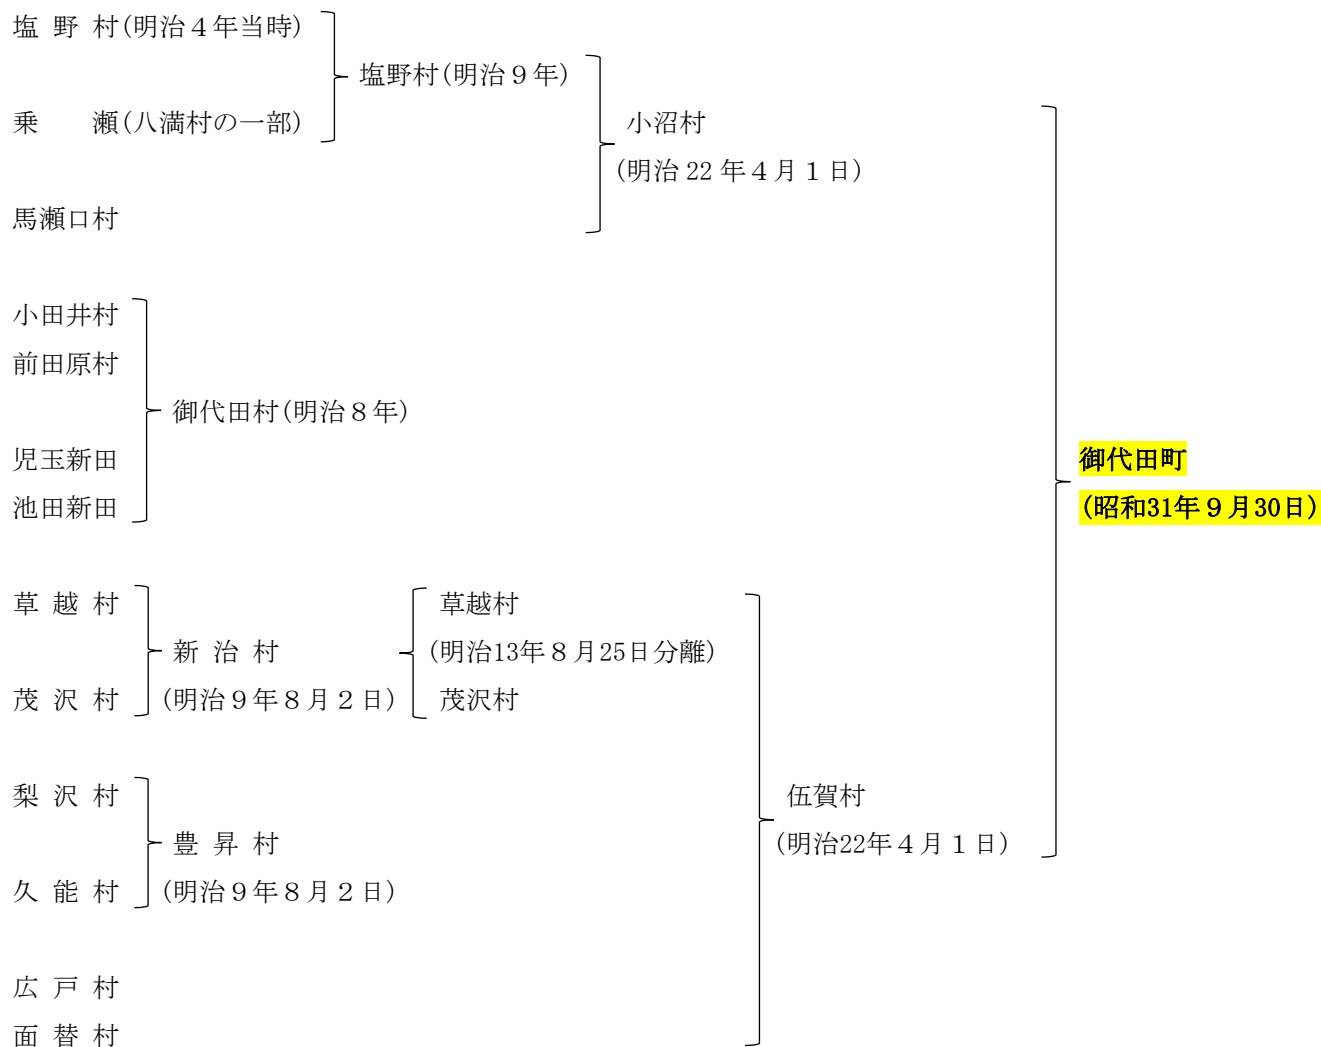 塩 野 村(明治４年当時)
塩野村(明治９年)
乗　　瀬(八満村の一部)
小沼村
(明治 22 年４月１日)
馬瀬口村
小田井村
前田原村
御代田村(明治８年)
児玉新田
池田新田
御代田町
(昭和31年９月30日)
草 越 村
草越村
新 治 村
(明治13年８月25日分離)
茂 沢 村
(明治９年８月２日)
茂沢村
梨 沢 村
伍賀村
豊 昇 村
(明治22年４月１日)
久 能 村
(明治９年８月２日)
広 戸 村
面 替 村